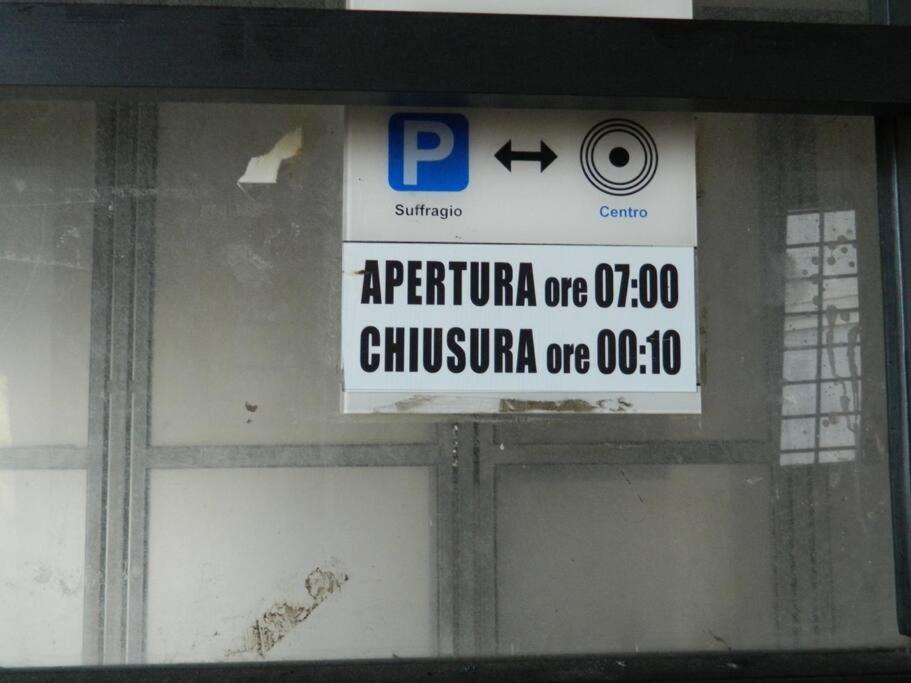 P
Suffragio Centro
APERTURA ore 07:00
CHIUSURA ore 00:10